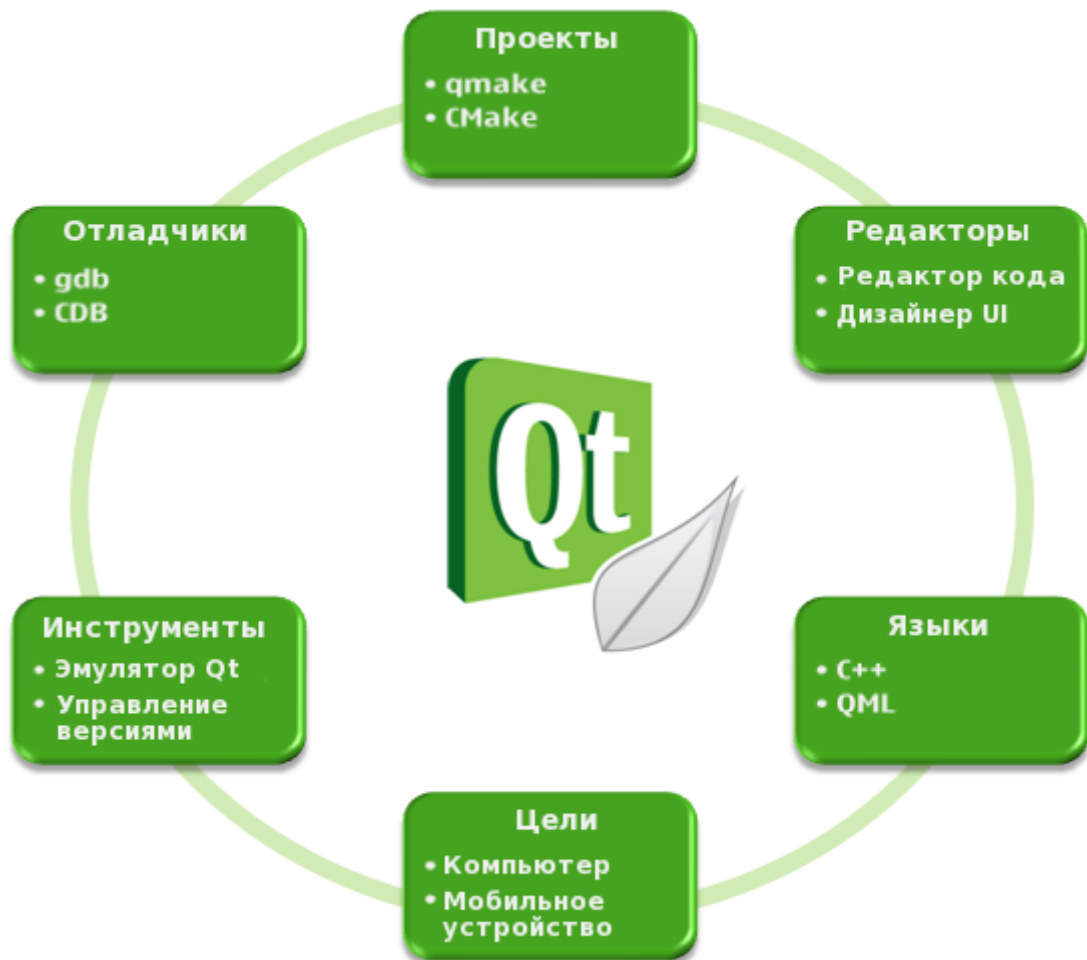 Проекты
• qmake
• CMake
Отладчики
• gdb
• CDB
Редакторы
• Редактор кода
• Дизайнер UI
Qt
Инструменты
• Эмулятор Qt
• Управление
версиями
Языки
• C++
• QML
Цели
• Компьютер
• Мобильное
устройство